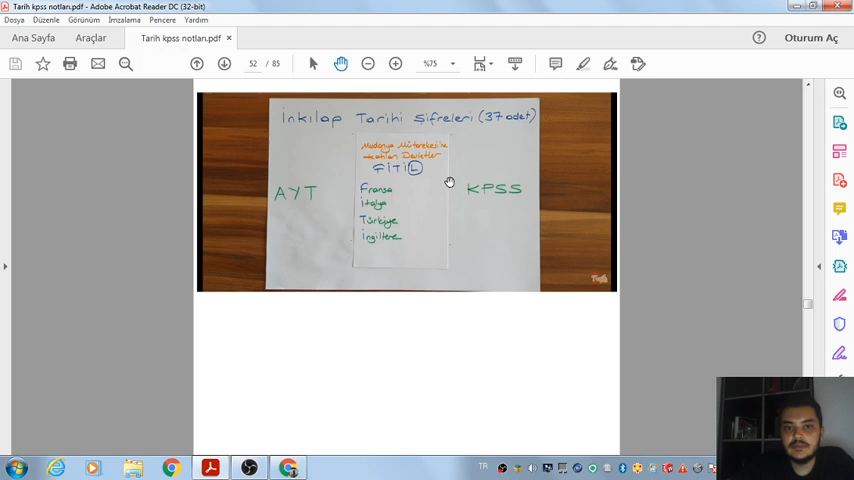 Tarih kpss notları.pdf - Adobe Acrobat Reader DC (32-bit)
Dosya Düzenle Görünüm İmzalama Pencere Yardım
Ana Sayfa Araçlar Tarih kpss notları.pdf × Oturum Aç
52 / 85 %75
İnkılap Tarihi Şifreleri (37 adet)
Mudanya Mütarekesi'ne
Katılan Devletler
FİTİL
AYT
Fransa
İtalya
Türkiye
İngiltere
KPSS
Tarih
TR